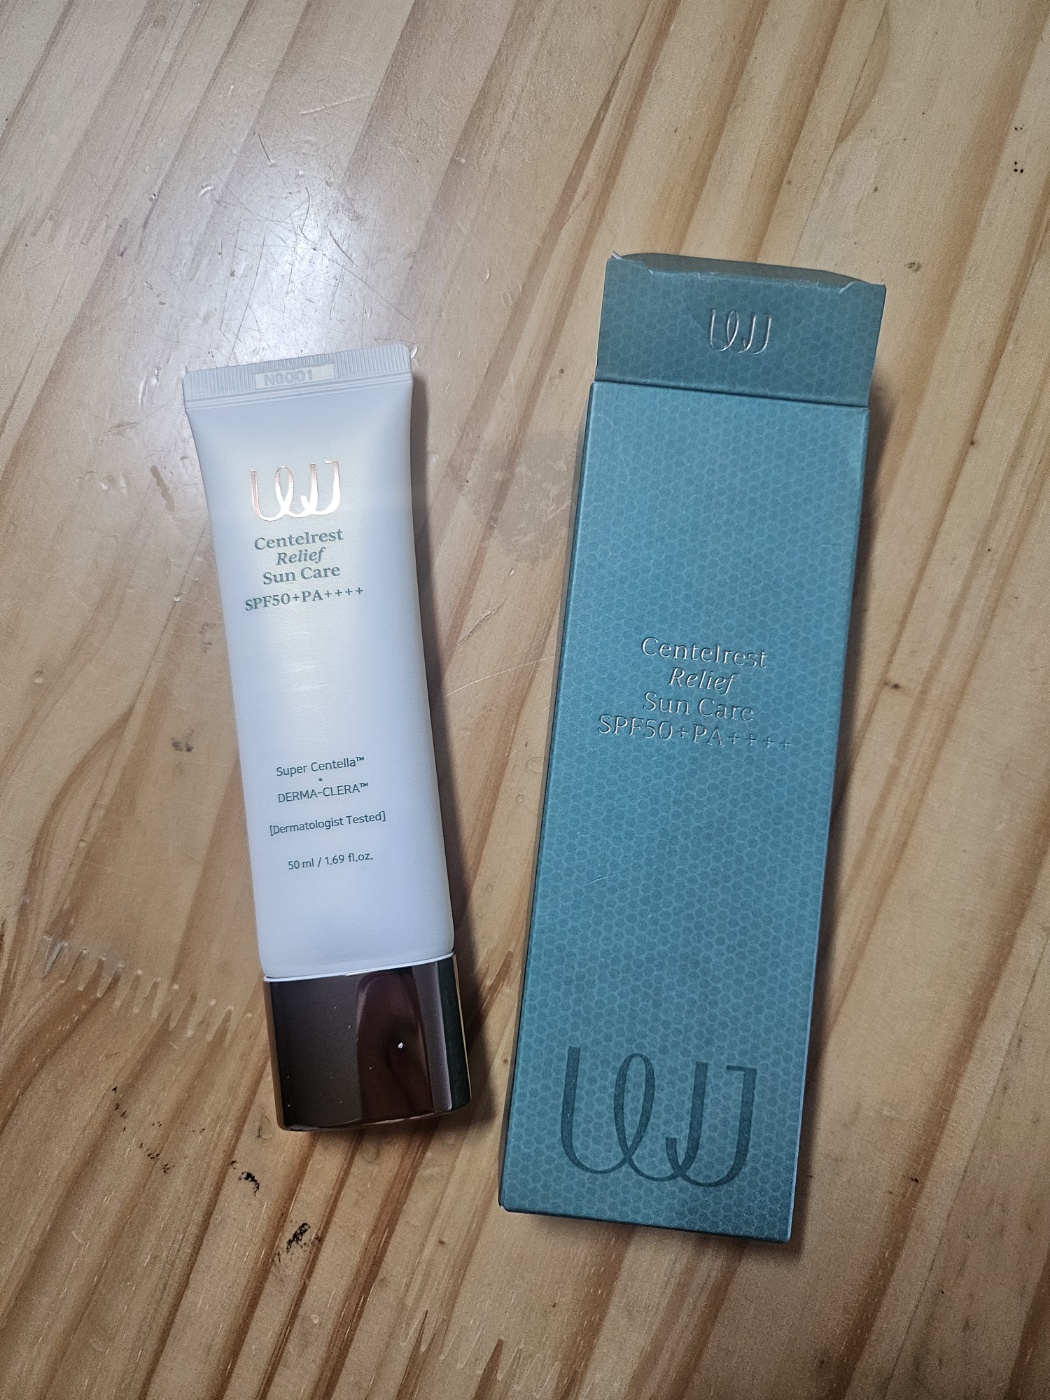 N6001
Centelrest
Relief
Sun Care
SPF50+PA++++
Super Centella™
•
DERMA-CLERA™
[Dermatologist Tested]
50 ml / 1.69 fl.oz.
Centelrest
Relief
Sun Care
SPF50+PA++++